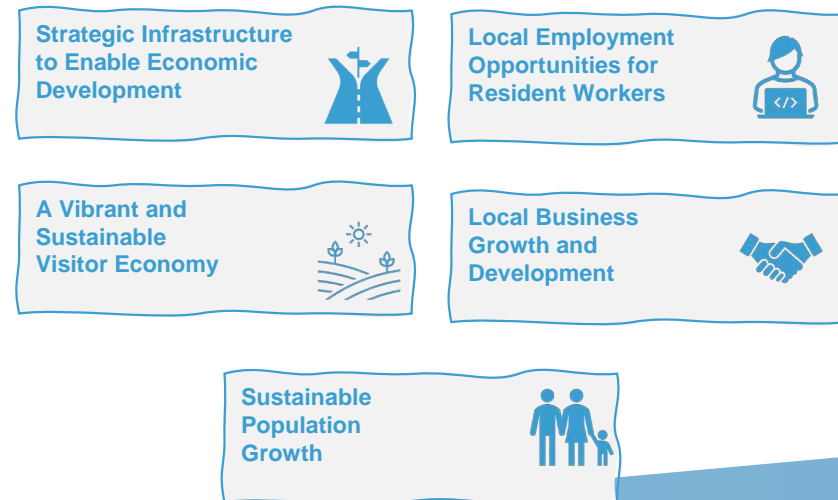 Strategic Infrastructure
to Enable Economic
Development
Local Employment
Opportunities for
Resident Workers
</>
A Vibrant and
Sustainable
Visitor Economy
Local Business
Growth and
Development
Sustainable
Population
Growth